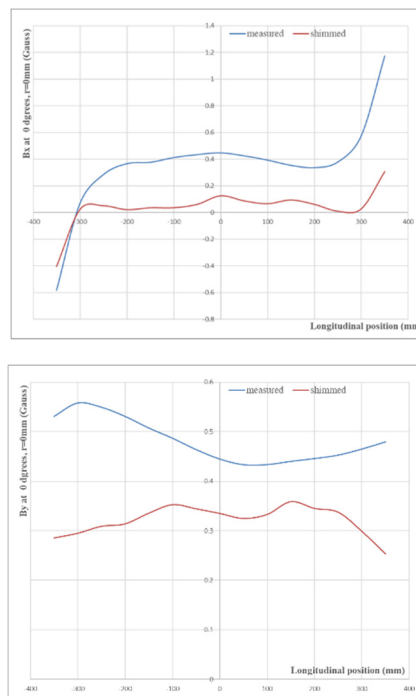 measured shimmed
Bx at 0 dgrees, r=0mm (Gauss)
1.4
1.2
1
0.8
0.6
0.4
0.2
0
-400 -300 -200 -100 0 100 200 300 400
-0.2
-0.4
-0.6
-0.8
Longitudinal position (mm
By at 0 dgrees, r=0mm (Gauss)
0.6
measured shimmed
0.5
0.4
0.3
0.2
0.1
0
Longitudinal position (mm)
-400 -300 -200 -100 0 100 200 300 400